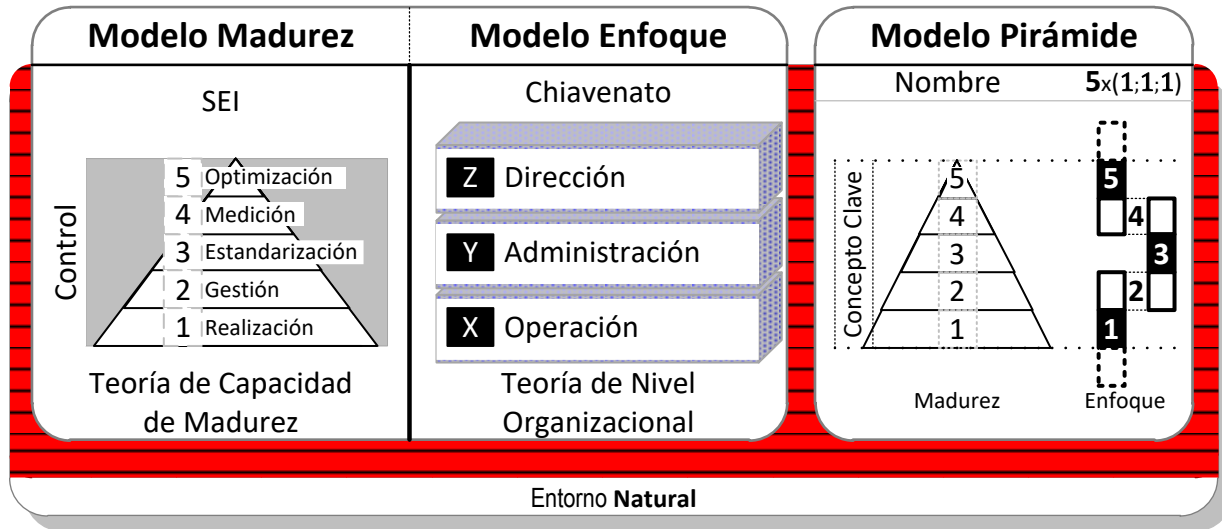 Modelo Madurez
SEI
Control
5 Optimización
4 Medición
3 Estandarización
2 Gestión
1 Realización
Teoría de Capacidad
de Madurez
Modelo Enfoque
Chiavenato
Z Dirección
Y Administración
X Operación
Teoría de Nivel
Organizacional
Modelo Pirámide
Nombre 5x(1;1;1)
Concepto Clave
5
4
3
2
1
Madurez
5
4
3
2
1
Enfoque
Entorno Natural